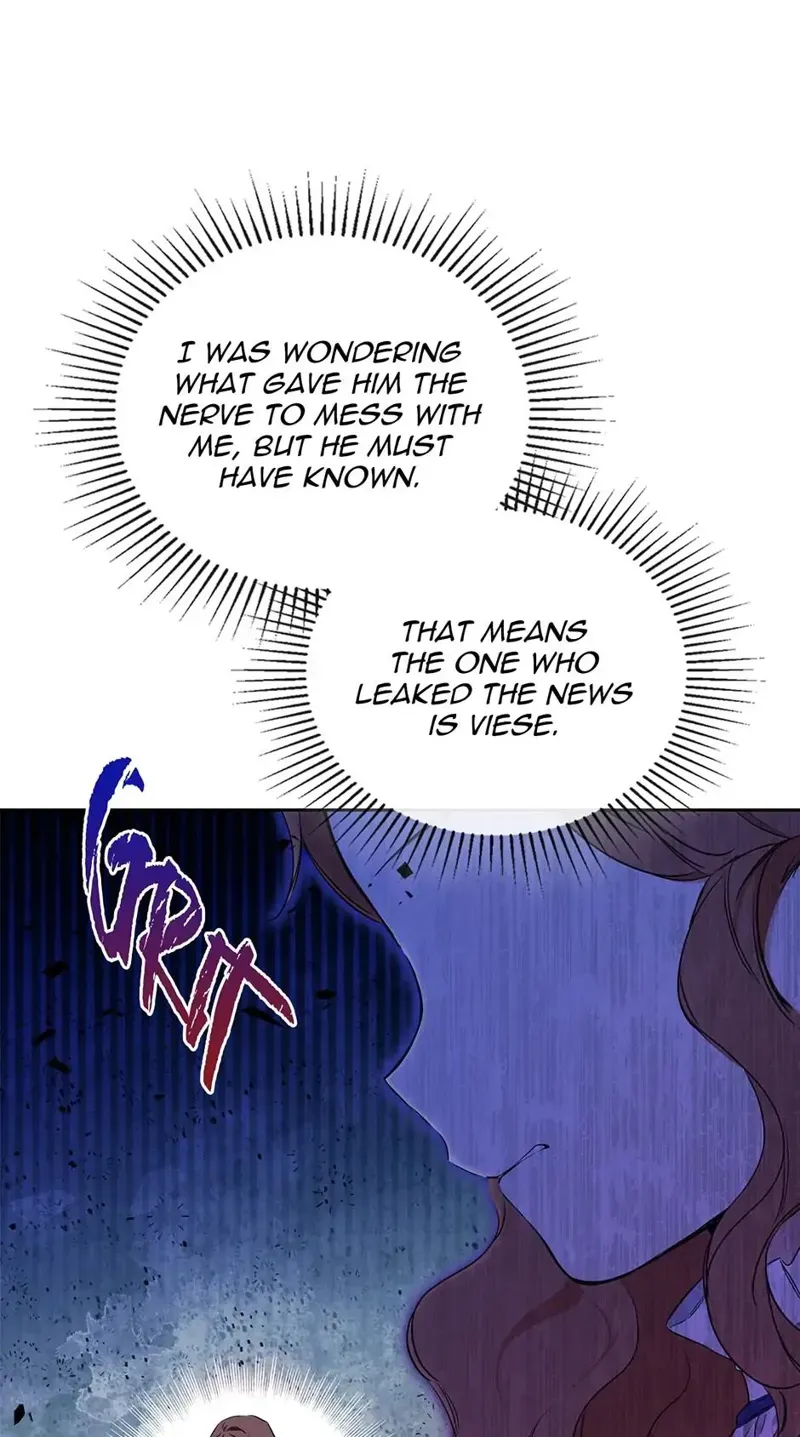 I WAS WONDERING
WHAT GAVE HIM THE
NERVE TO MESS WITH
ME, BUT HE MUST
HAVE KNOWN.
THAT MEANS
THE ONE WHO
LEAKED THE NEWS
IS VIESE.
GRIT